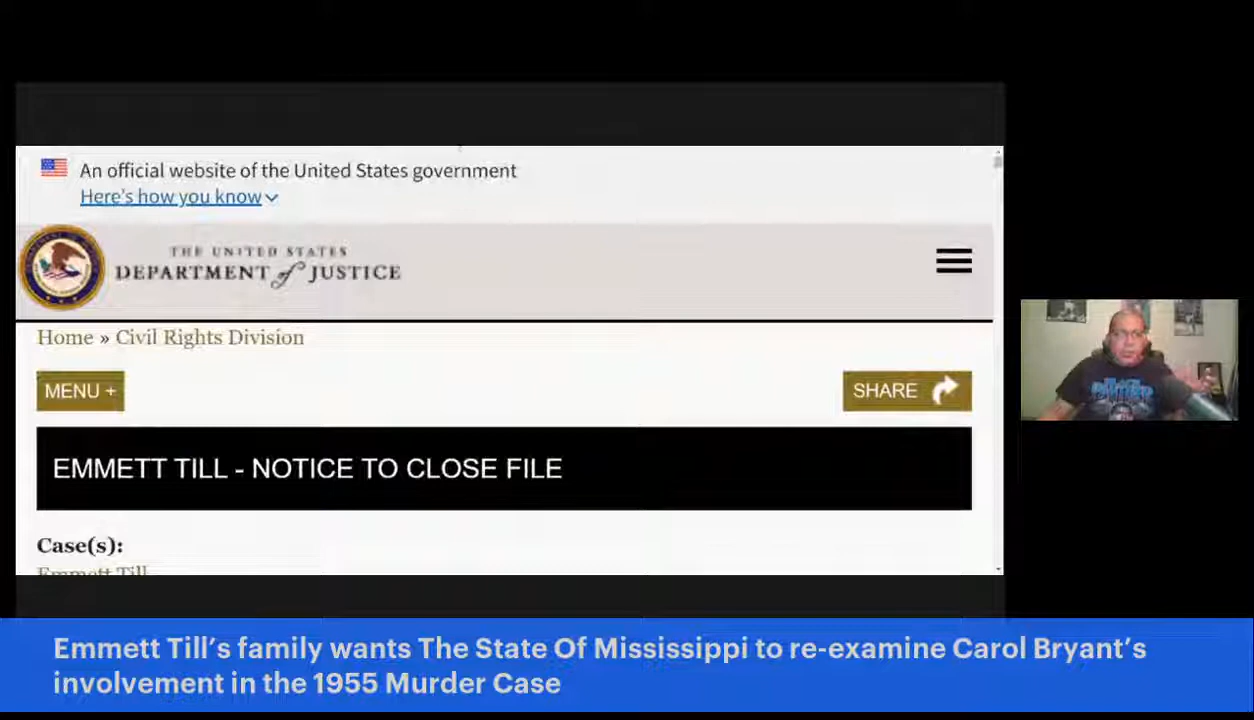 An official website of the United States government
Here's how you know
THE UNITED STATES
DEPARTMENT of JUSTICE
Home » Civil Rights Division
MENU +
SHARE
EMMETT TILL - NOTICE TO CLOSE FILE
Case(s):
Emmett Till
Emmett Till's family wants The State Of Mississippi to re-examine Carol Bryant's
involvement in the 1955 Murder Case